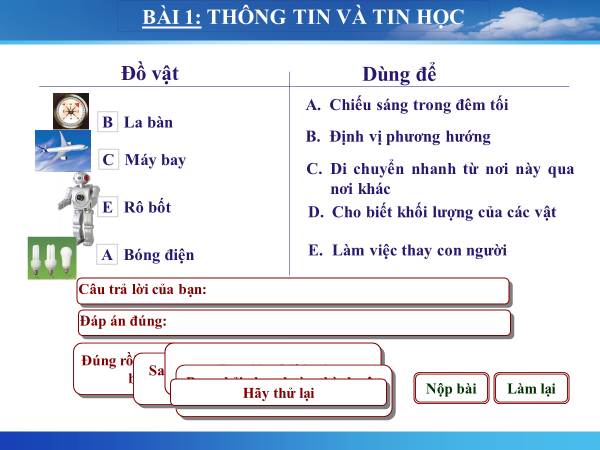 BÀI 1: THÔNG TIN VÀ TIN HỌC
Đồ vật
Dùng để
B La bàn
C Máy bay
E Rô bốt
A Bóng điện
A. Chiếu sáng trong đêm tối
B. Định vị phương hướng
C. Di chuyển nhanh từ nơi này qua
nơi khác
D. Cho biết khối lượng của các vật
E. Làm việc thay con người
Câu trả lời của bạn:
Đáp án đúng:
Đúng rồ
Sa
Hãy thử lại
Nộp bài
Làm lại